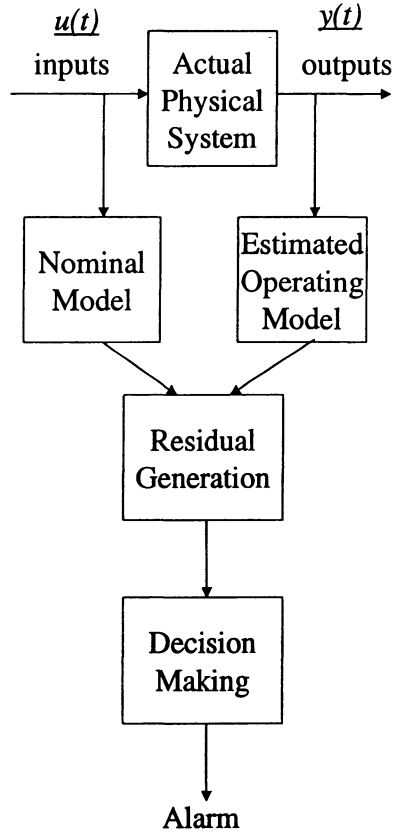 u(t)
y(t)
inputs
Actual
Physical
System
outputs
Nominal
Model
Estimated
Operating
Model
Residual
Generation
Decision
Making
Alarm